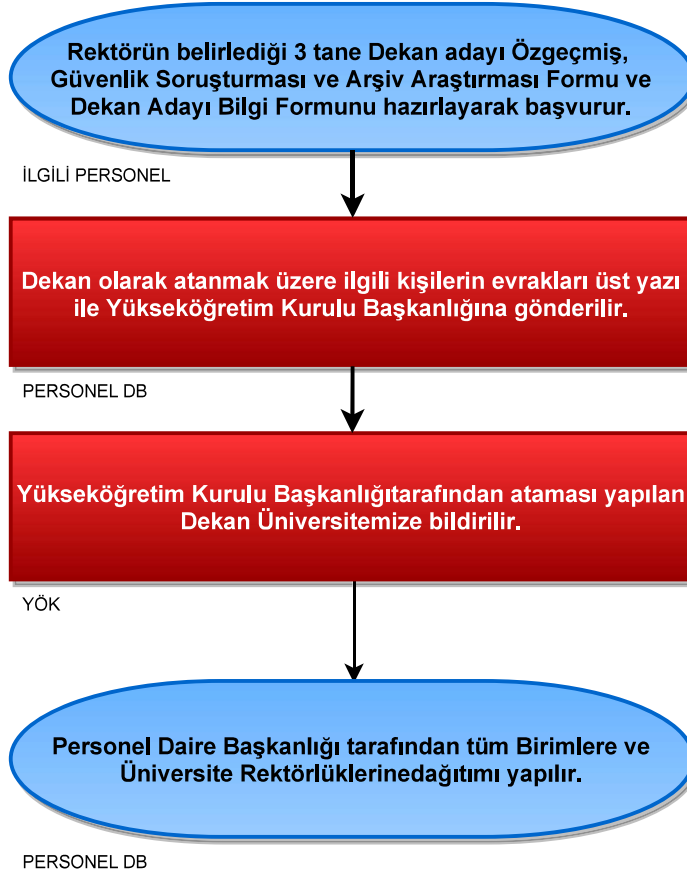 Rektörün belirlediği 3 tane Dekan adayı Özgeçmiş,
Güvenlik Soruşturması ve Arşiv Araştırması Formu ve
Dekan Adayı Bilgi Formunu hazırlayarak başvurur.
İLGİLİ PERSONEL
Dekan olarak atanmak üzere ilgili kişilerin evrakları üst yazı
ile Yükseköğretim Kurulu Başkanlığına gönderilir.
PERSONEL DB
Yükseköğretim Kurulu Başkanlığıtarafından ataması yapılan
Dekan Üniversitemize bildirilir.
YÖK
Personel Daire Başkanlığı tarafından tüm Birimlere ve
Üniversite Rektörlüklerinedağıtımı yapılır.
PERSONEL DB